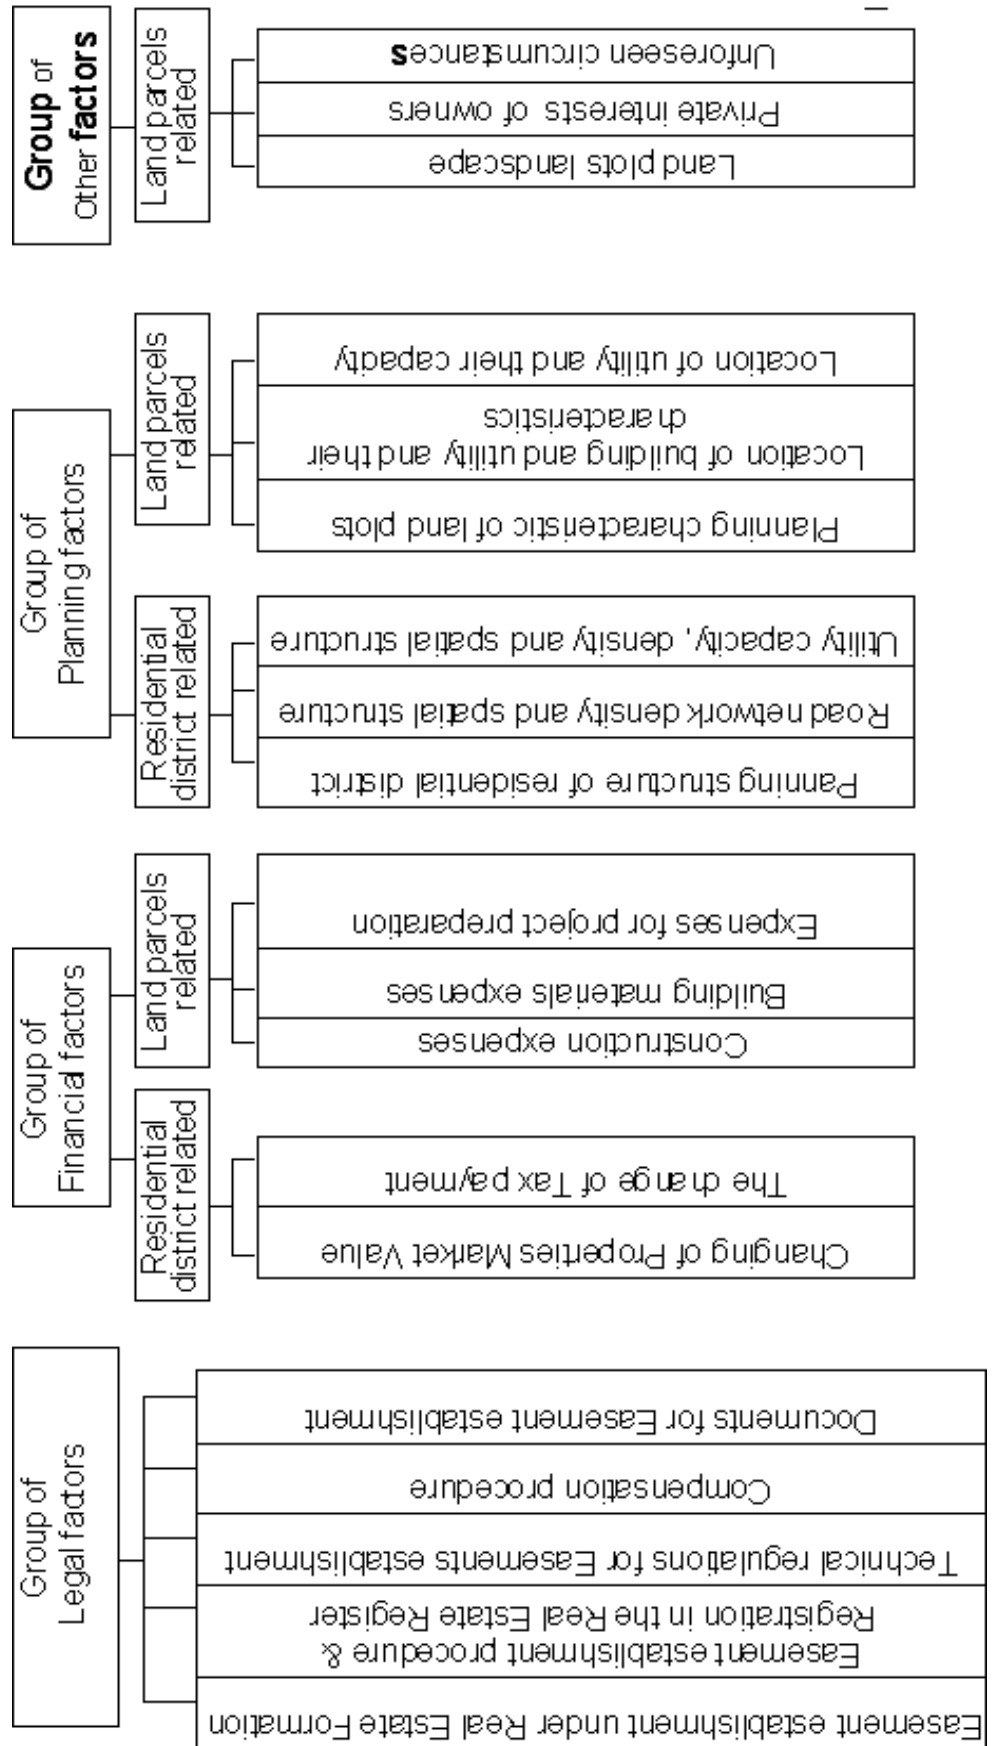 Group of
Legal factors
Easement establishment under Real Estate Formation
Easement establishment procedure &
Registration in the Real Estate Register
Technical regulations for Easements establishment
Compensation procedure
Documents for Easement establishment
Group of
Financial factors
Residential
district related
Changing of Properties Market Value
The change of Tax payment
Land parcels
related
Construction expenses
Building materials expenses
Expenses for project preparation
Group of
Planning factors
Residential
district related
Panning structure of residential district
Road network density and spatial structure
Utility capacity, density and spatial structure
Land parcels
related
Planning characteristic of land plots
Location of building and utility and their
characteristics
Location of utility and their capacity
Group of
Other factors
Land parcels
related
Land plots landscape
Private interests of owners
Unforeseen circumstances